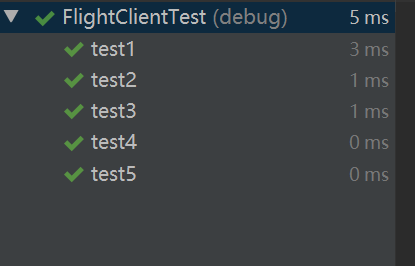 FlightClientTest (debug) 5 ms
test1 3 ms
test2 1 ms
test3 1 ms
test4 0 ms
test5 0 ms